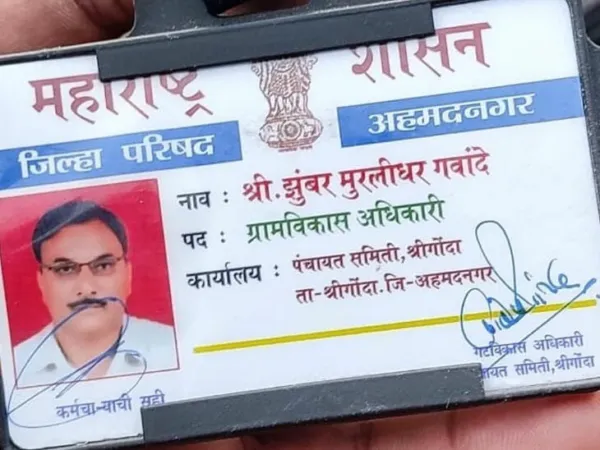 महाराष्ट्र शासन
जिल्हा परिषद अहमदनगर
नाव : श्री.झुंबर मुरलीधर गवांदे
पद : ग्रामविकास अधिकारी
कार्यालय : पंचायत समिती,श्रीगोंदा
ता-श्रीगोंदा.जि-अहमदनगर
गटविकास अधिकारी
समिती,श्रीगोंदा
कर्मचा-याची सही